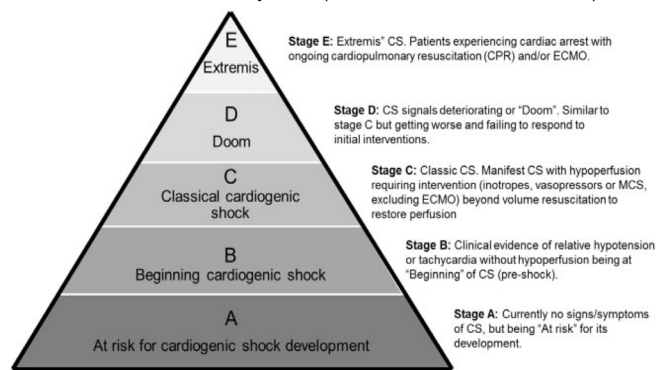 E
Extremis
Stage E: Extremis” CS. Patients experiencing cardiac arrest with
ongoing cardiopulmonary resuscitation (CPR) and/or ECMO.
D
Doom
Stage D: CS signals deteriorating or “Doom”. Similar to
stage C but getting worse and failing to respond to
initial interventions.
C
Classical cardiogenic
shock
Stage C: Classic CS. Manifest CS with hypoperfusion
requiring intervention (inotropes, vasopressors or MCS,
excluding ECMO) beyond volume resuscitation to
restore perfusion
B
Beginning cardiogenic shock
Stage B: Clinical evidence of relative hypotension
or tachycardia without hypoperfusion being at
“Beginning” of CS (pre-shock).
A
At risk for cardiogenic shock development
Stage A: Currently no signs/symptoms
of CS, but being “At risk” for its
development.